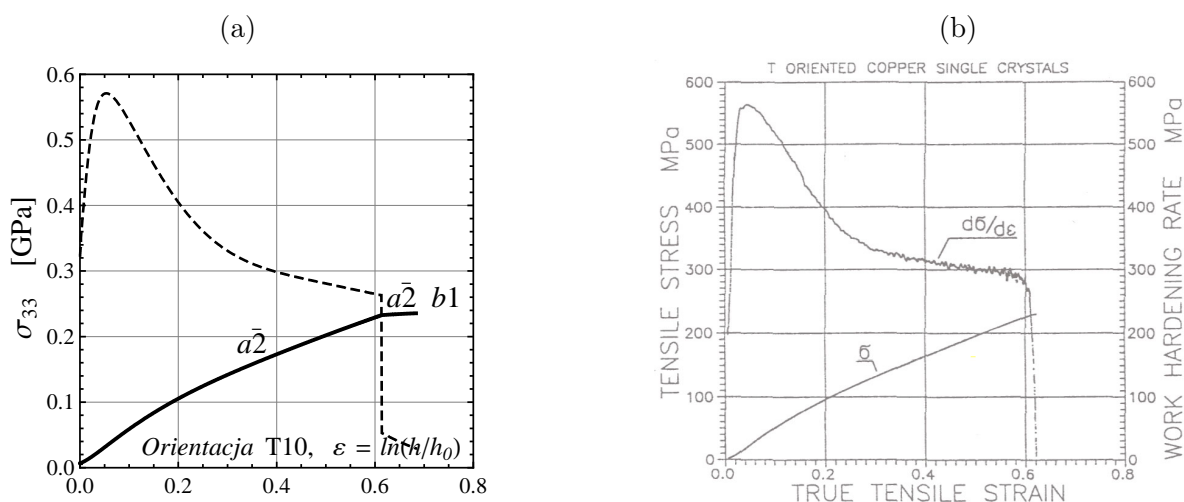 (a)
(b)
0.6
0.5
0.4
0.3
0.2
0.1
0.0
σ₃₃ [GPa]
a2̄ b1
a2̄
Orientacja T10, ε = ln(h/h₀)
0.0 0.2 0.4 0.6 0.8
T ORIENTED COPPER SINGLE CRYSTALS
600
500
400
300
200
100
0
TENSILE STRESS MPa
dσ/dε
σ
600
500
400
300
200
100
0
WORK HARDENING RATE MPa
0.0 0.2 0.4 0.6 0.8
TRUE TENSILE STRAIN